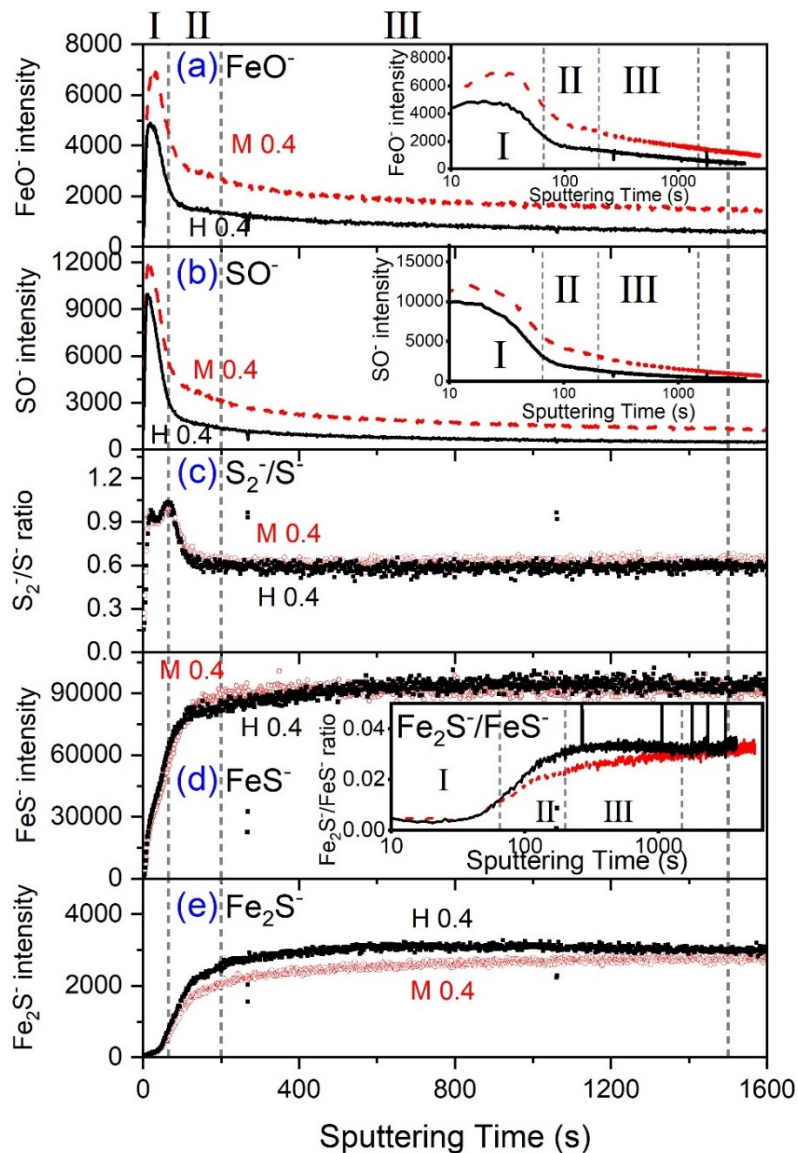 I II III
(a) FeO⁻
FeO⁻ intensity
8000
6000
4000
2000
0
M 0.4
H 0.4
FeO⁻ intensity
8000
6000
4000
2000
0
I
II
III
10 100 1000
Sputtering Time (s)
(b) SO⁻
SO⁻ intensity
12000
9000
6000
3000
0
M 0.4
H 0.4
SO⁻ intensity
15000
10000
5000
0
I
II
III
10 100 1000
Sputtering Time (s)
(c) S₂⁻/S⁻
S₂⁻/S⁻ ratio
1.2
0.9
0.6
0.3
0.0
M 0.4
H 0.4
M 0.4
H 0.4
(d) FeS⁻
FeS⁻ intensity
90000
60000
30000
0
Fe₂S⁻/FeS⁻
Fe₂S⁻/FeS⁻ ratio
0.04
0.02
0.00
I
II
III
10 100 1000
Sputtering Time (s)
(e) Fe₂S⁻
Fe₂S⁻ intensity
4000
2000
0
H 0.4
M 0.4
0 400 800 1200 1600
Sputtering Time (s)